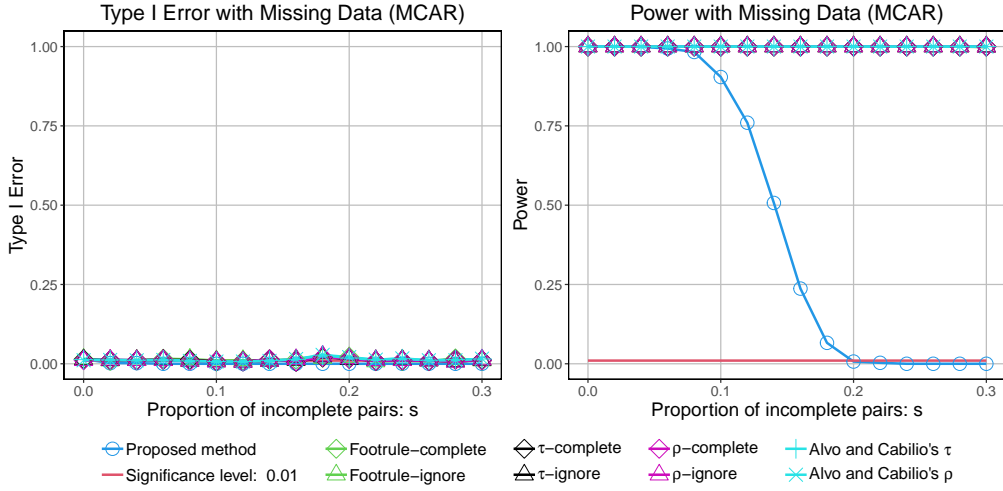 Type I Error with Missing Data (MCAR)
Power with Missing Data (MCAR)
Type I Error
1.00
0.75
0.50
0.25
0.00
0.0 0.1 0.2 0.3
Proportion of incomplete pairs: s
Power
1.00
0.75
0.50
0.25
0.00
0.0 0.1 0.2 0.3
Proportion of incomplete pairs: s
Proposed method Footrule−complete τ−complete ρ−complete Alvo and Cabilio's τ
Significance level: 0.01 Footrule−ignore τ−ignore ρ−ignore Alvo and Cabilio's ρ